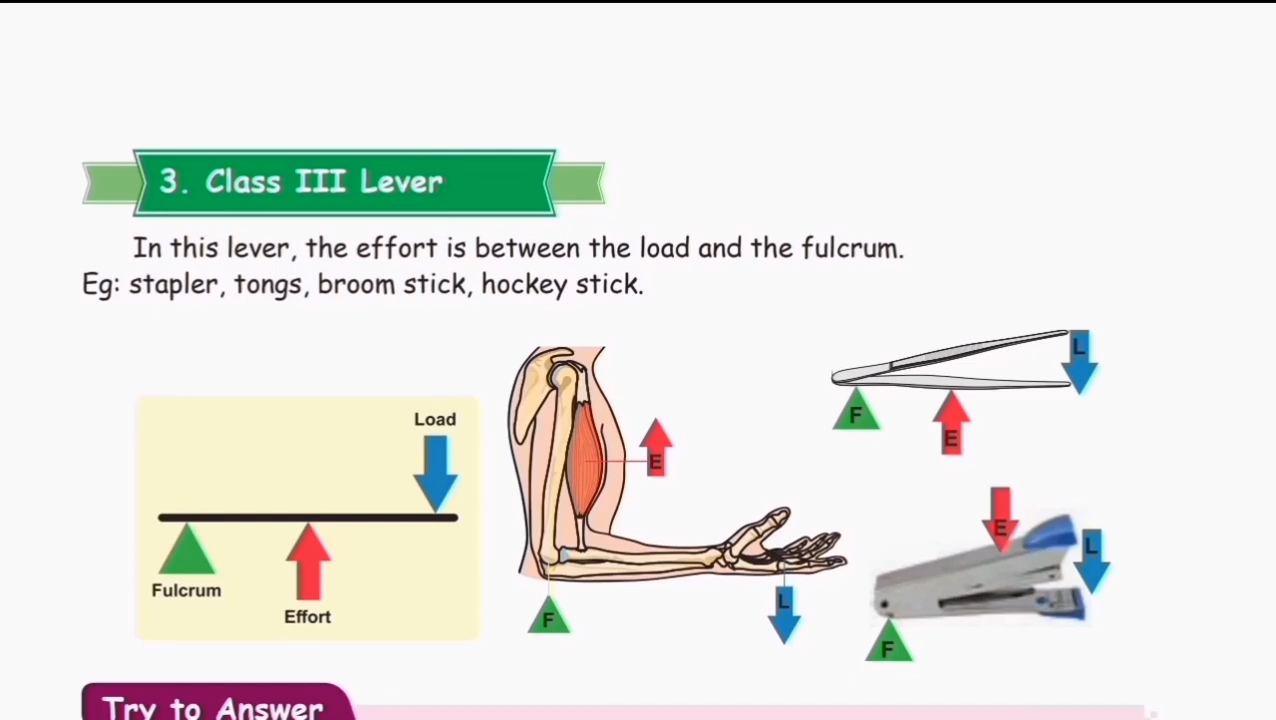 3. Class III Lever
In this lever, the effort is between the load and the fulcrum.
Eg: stapler, tongs, broom stick, hockey stick.
Load
Fulcrum
Effort
E
F
L
L
F
E
E
L
F
Try to Answer